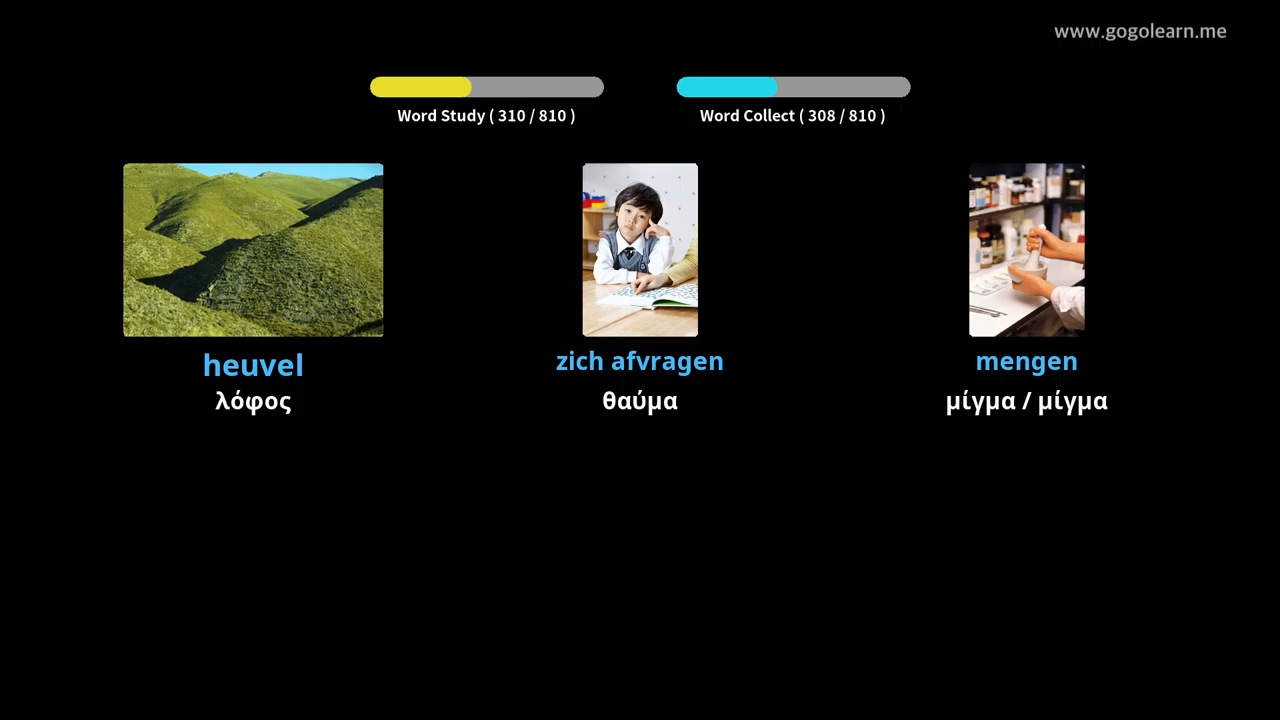 www.gogolearn.me
Word Study ( 310 / 810 )
Word Collect ( 308 / 810 )
heuvel
λόφος
zich afvragen
θαύμα
mengen
μίγμα / μίγμα